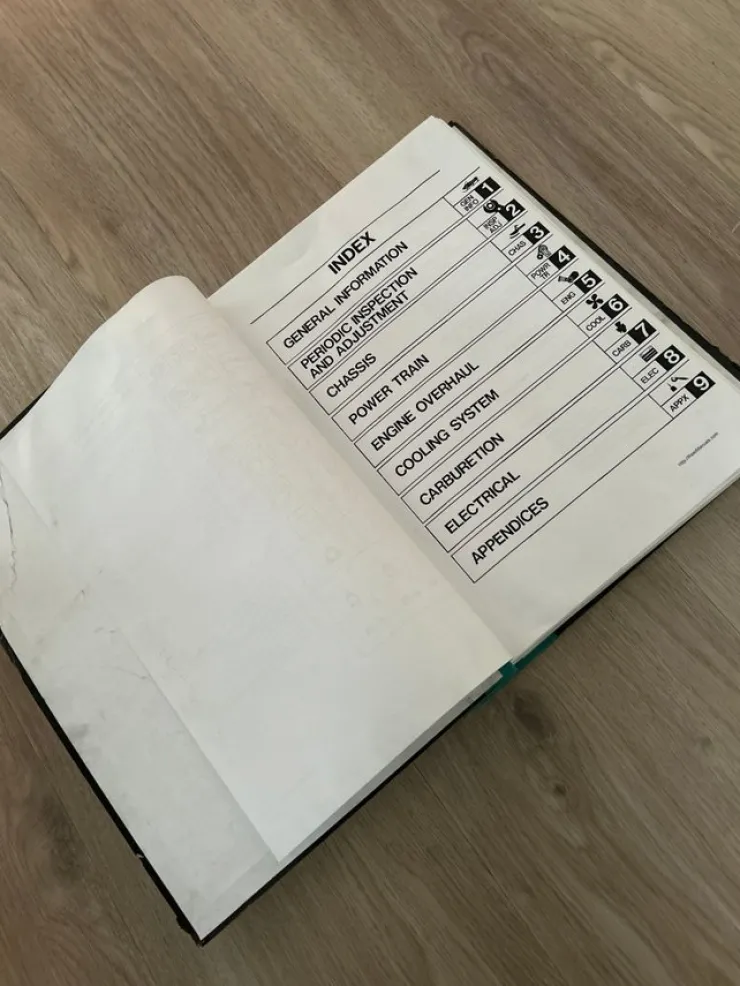 INDEX
GENERAL INFORMATION
GEN
INFO
1
PERIODIC INSPECTION
AND ADJUSTMENT
INSP
ADJ
2
CHASSIS
CHAS
3
POWER TRAIN
POWR
TR
4
ENGINE OVERHAUL
ENG
5
COOLING SYSTEM
COOL
6
CARBURETION
CARB
7
ELECTRICAL
ELEC
8
APPENDICES
APPX
9